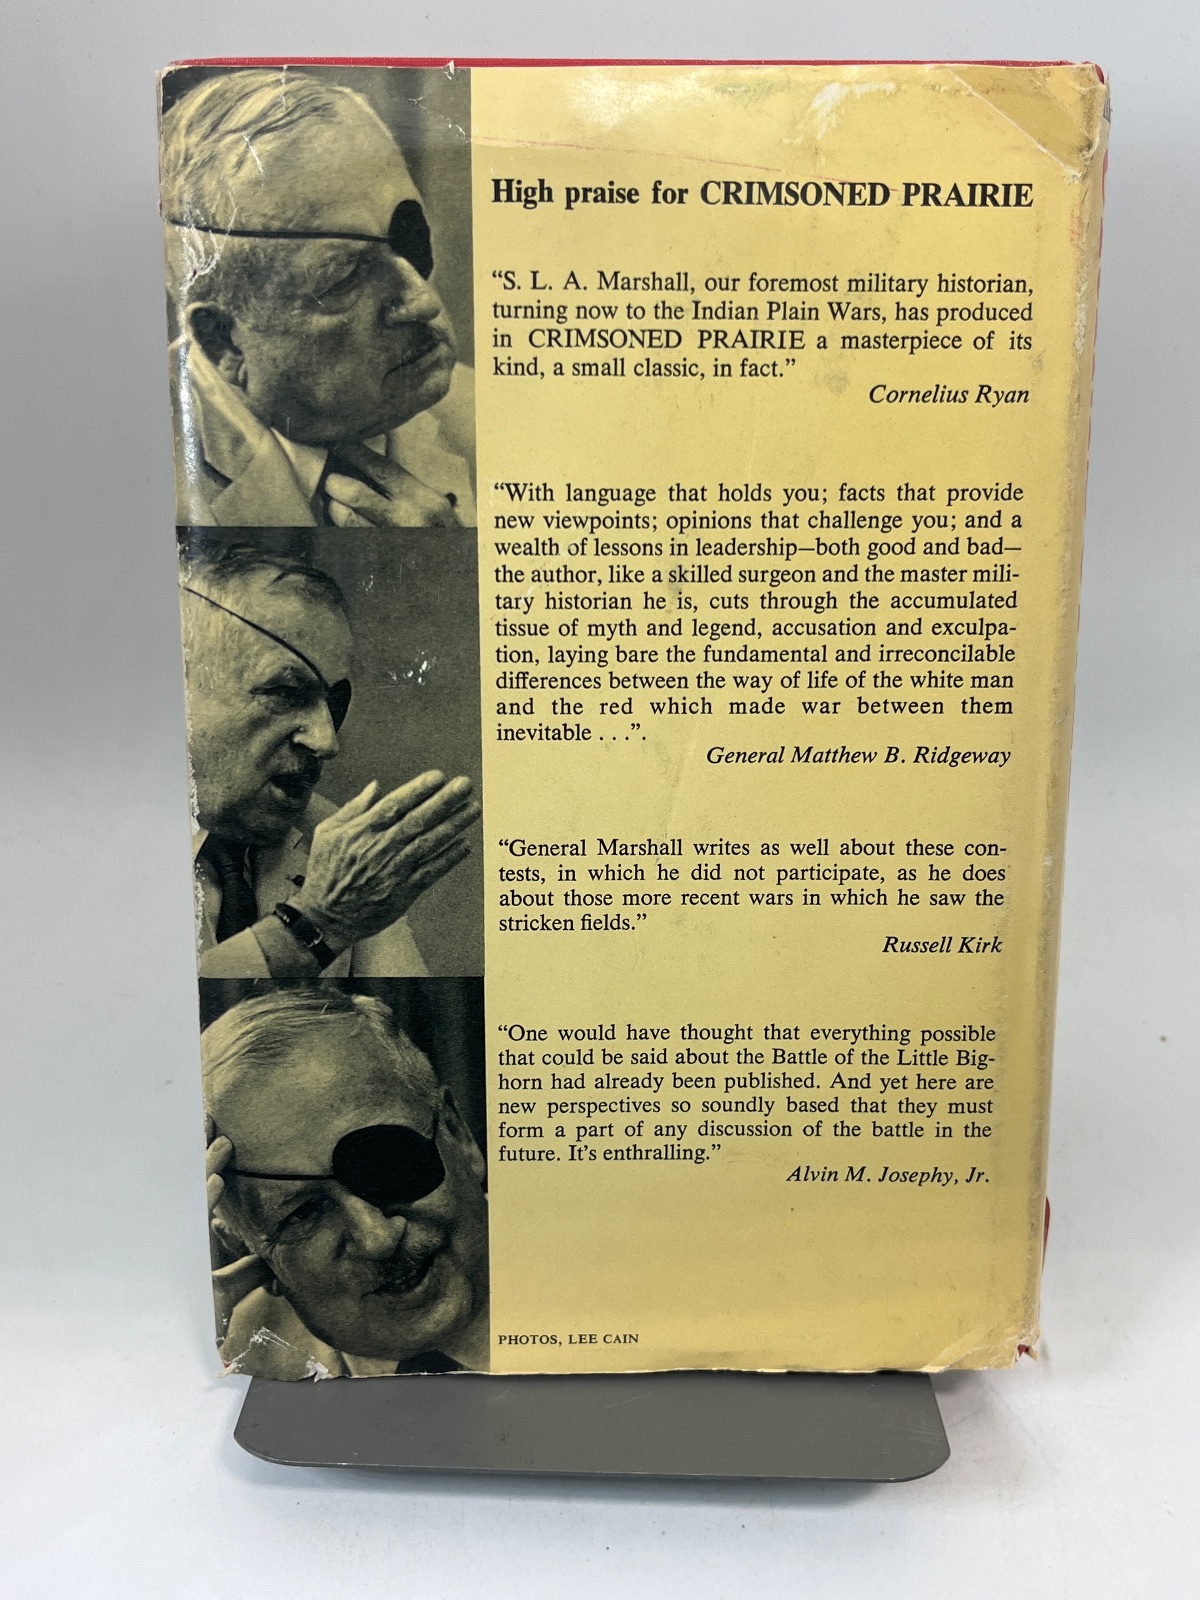 High praise for CRIMSONED PRAIRIE
“S. L. A. Marshall, our foremost military historian,
turning now to the Indian Plain Wars, has produced
in CRIMSONED PRAIRIE a masterpiece of its
kind, a small classic, in fact.”
Cornelius Ryan
“With language that holds you; facts that provide
new viewpoints; opinions that challenge you; and a
wealth of lessons in leadership—both good and bad—
the author, like a skilled surgeon and the master mili-
tary historian he is, cuts through the accumulated
tissue of myth and legend, accusation and exculpa-
tion, laying bare the fundamental and irreconcilable
differences between the way of life of the white man
and the red which made war between them
inevitable . . .”.
General Matthew B. Ridgeway
“General Marshall writes as well about these con-
tests, in which he did not participate, as he does
about those more recent wars in which he saw the
stricken fields.”
Russell Kirk
“One would have thought that everything possible
that could be said about the Battle of the Little Big-
horn had already been published. And yet here are
new perspectives so soundly based that they must
form a part of any discussion of the battle in the
future. It’s enthralling.”
Alvin M. Josephy, Jr.
PHOTOS, LEE CAIN